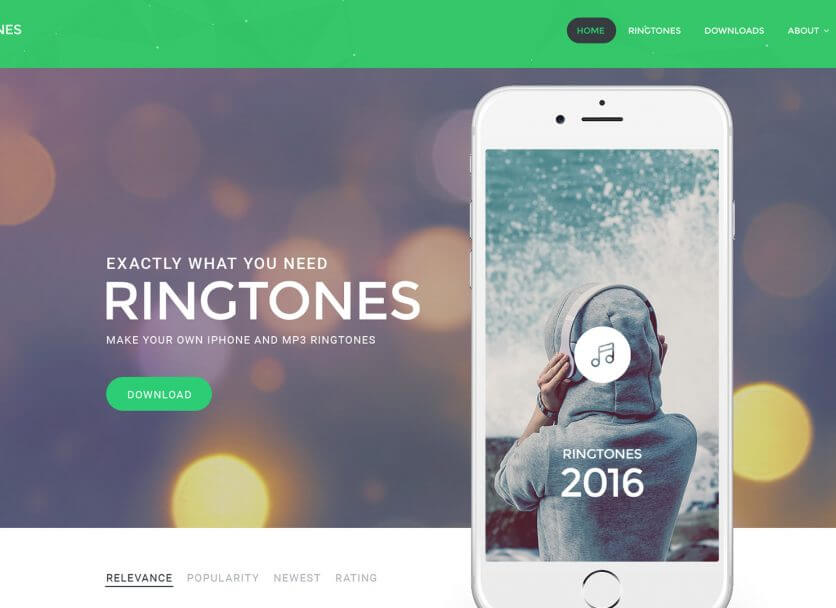 NES
HOME
RINGTONES
DOWNLOADS
ABOUT
EXACTLY WHAT YOU NEED
RINGTONES
MAKE YOUR OWN IPHONE AND MP3 RINGTONES
DOWNLOAD
RINGTONES
2016
RELEVANCE
POPULARITY
NEWEST
RATING